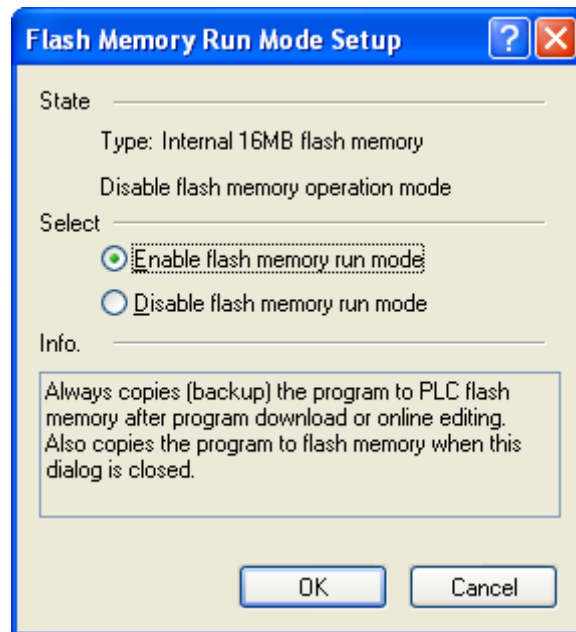 Flash Memory Run Mode Setup
State
Type: Internal 16MB flash memory
Disable flash memory operation mode
Select
Enable flash memory run mode
Disable flash memory run mode
Info.
Always copies (backup) the program to PLC flash
memory after program download or online editing.
Also copies the program to flash memory when this
dialog is closed.
OK Cancel